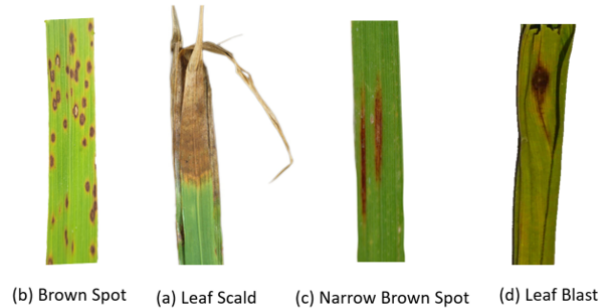 (b) Brown Spot
(a) Leaf Scald
(c) Narrow Brown Spot
(d) Leaf Blast